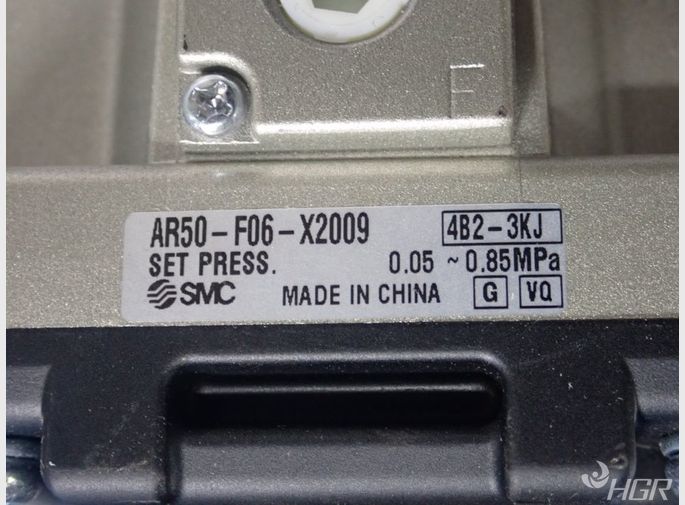 E
AR50-F06-X2009 4B2-3KJ
SET PRESS. 0.05 ~ 0.85MPa
SMC MADE IN CHINA G VQ
HGR